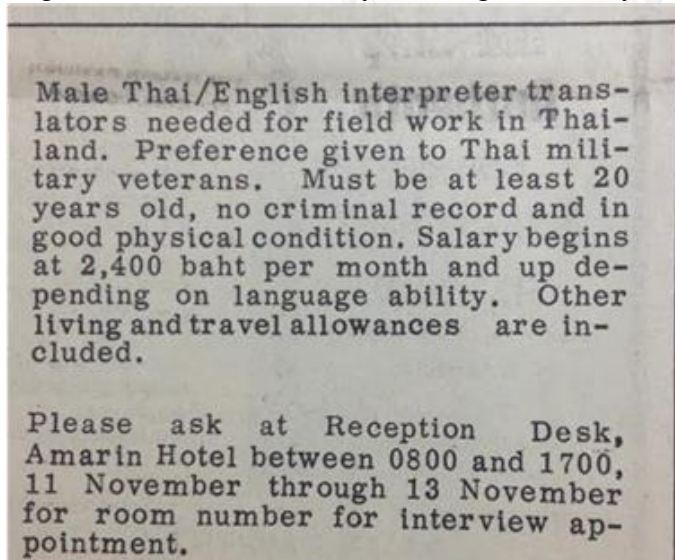 Male Thai/English interpreter trans-
lators needed for field work in Thai-
land. Preference given to Thai mili-
tary veterans. Must be at least 20
years old, no criminal record and in
good physical condition. Salary begins
at 2,400 baht per month and up de-
pending on language ability. Other
living and travel allowances are in-
cluded.
Please ask at Reception Desk,
Amarin Hotel between 0800 and 1700,
11 November through 13 November
for room number for interview ap-
pointment.